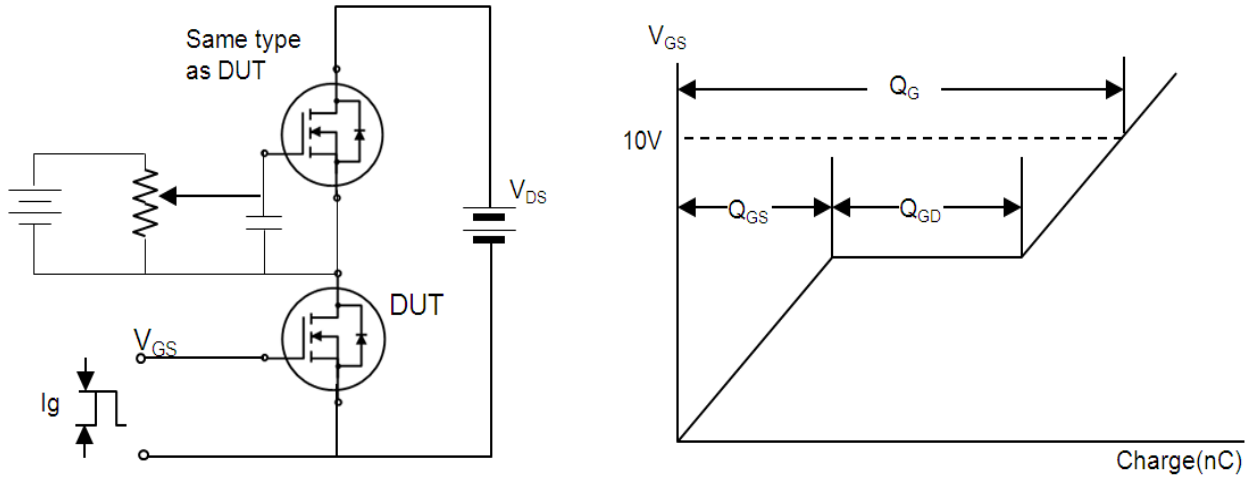 Same type
as DUT
VDS
DUT
VGS
Ig
VGS
QG
10V
QGS
QGD
Charge(nC)